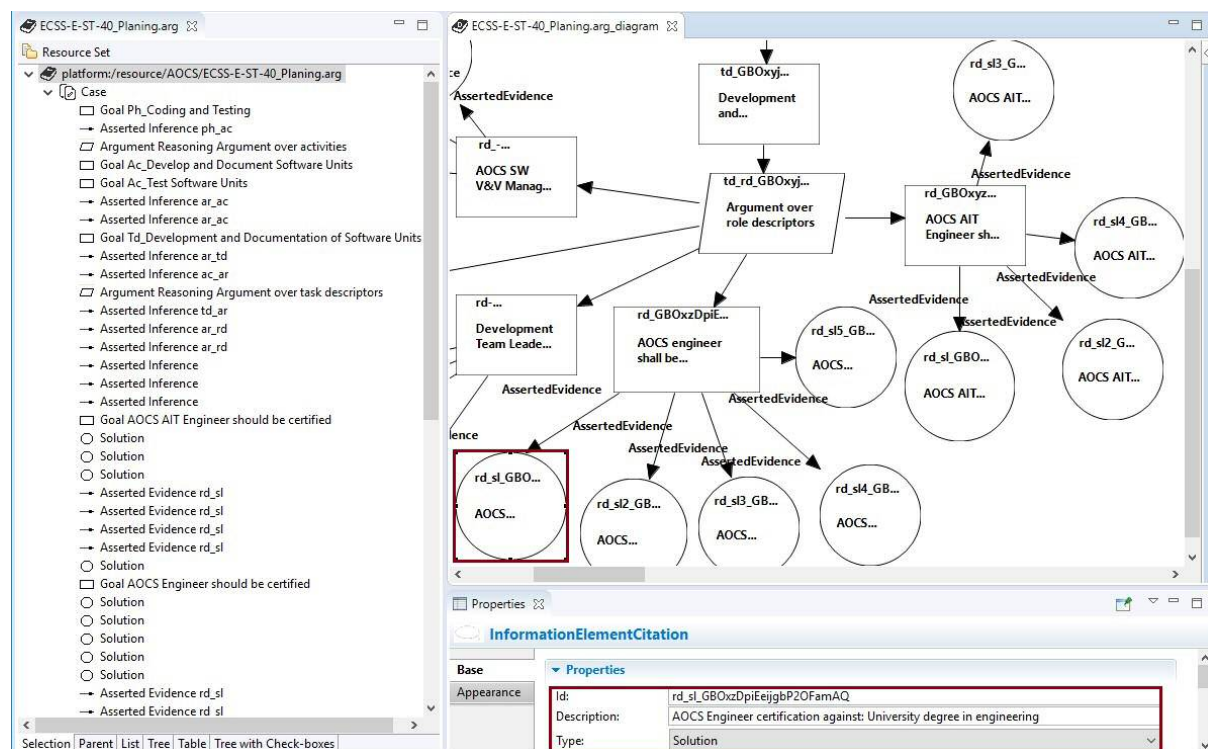 ECSS-E-ST-40_Planing.arg
Resource Set
platform:/resource/AOCS/ECSS-E-ST-40_Planing.arg
Case
Goal Ph_Coding and Testing
Asserted Inference ph_ac
Argument Reasoning Argument over activities
Goal Ac_Develop and Document Software Units
Goal Ac_Test Software Units
Asserted Inference ar_ac
Asserted Inference ar_ac
Goal Td_Development and Documentation of Software Units
Asserted Inference ar_td
Asserted Inference ac_ar
Argument Reasoning Argument over task descriptors
Asserted Inference td_ar
Asserted Inference ar_rd
Asserted Inference ar_rd
Asserted Inference
Asserted Inference
Asserted Inference
Goal AOCS AIT Engineer should be certified
Solution
Solution
Solution
Asserted Evidence rd_sl
Asserted Evidence rd_sl
Asserted Evidence rd_sl
Asserted Evidence rd_sl
Solution
Goal AOCS Engineer should be certified
Solution
Solution
Solution
Solution
Solution
Asserted Evidence rd_sl
Asserted Evidence rd_sl
Selection Parent List Tree Table Tree with Check-boxes
ECSS-E-ST-40_Planing.arg_diagram
ce
AssertedEvidence
td_GBOxyj...
Development
and...
rd_sl3_G...
AOCS AIT...
rd_-...
AOCS SW
V&V Manag...
td_rd_GBOxyj...
Argument over
role descriptors
AssertedEvidence
rd_GBOxyz...
AOCS AIT
Engineer sh...
rd_sl4_GB...
AOCS AIT...
AssertedEvidence
AssertedEvidence
AssertedEvidence
rd-...
Development
Team Leade...
rd_GBOxzDpiE...
AOCS engineer
shall be...
rd_sl5_GB...
AOCS...
rd_sl_GBO...
AOCS AIT...
rd_sl2_G...
AOCS AIT...
AssertedEvidence
AssertedEvidence
AssertedEvidence
AssertedEvidence
AssertedEvidence
ence
rd_sl_GBO...
AOCS...
rd_sl2_GB...
AOCS...
rd_sl3_GB...
AOCS...
rd_sl4_GB...
AOCS...
Properties
InformationElementCitation
Base
Appearance
Properties
Id: rd_sl_GBOxzDpiEeijgbP2OFamAQ
Description: AOCS Engineer certification against: University degree in engineering
Type: Solution